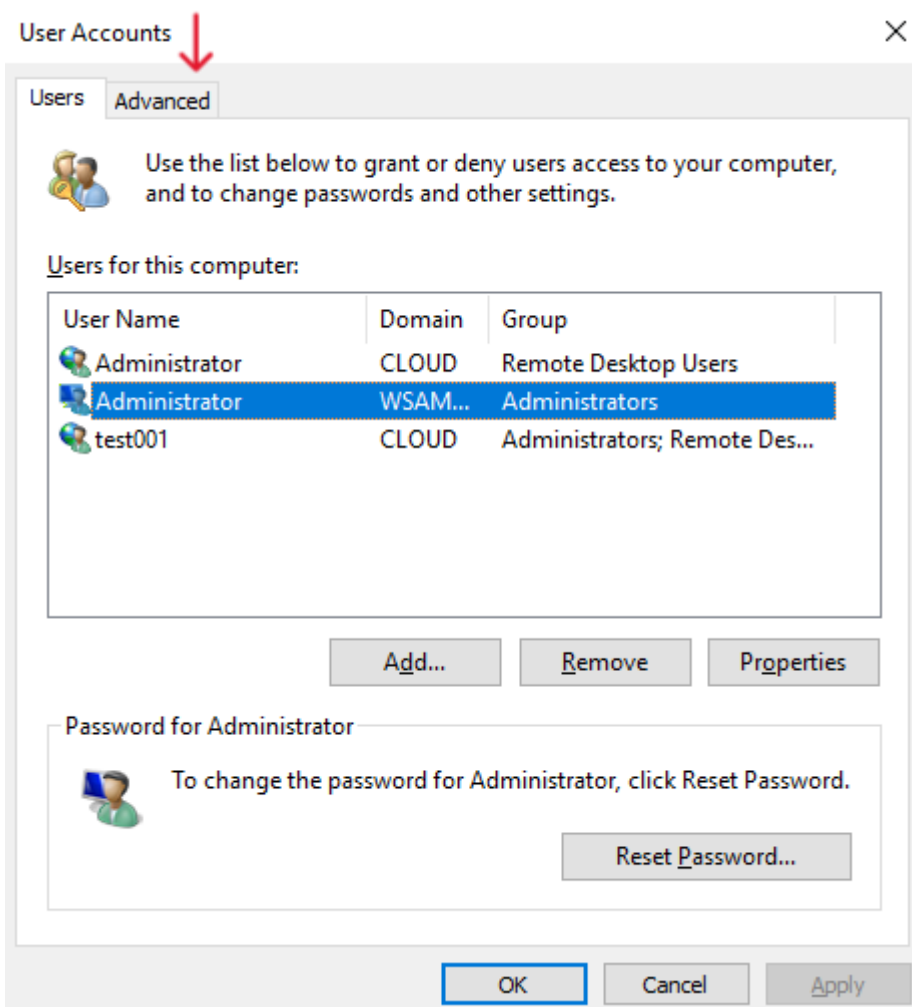 User Accounts
Users
Advanced
Use the list below to grant or deny users access to your computer,
and to change passwords and other settings.
Users for this computer:
User Name Domain Group
Administrator CLOUD Remote Desktop Users
Administrator WSAM... Administrators
test001 CLOUD Administrators; Remote Des...
Add... Remove Properties
Password for Administrator
To change the password for Administrator, click Reset Password.
Reset Password...
OK Cancel Apply